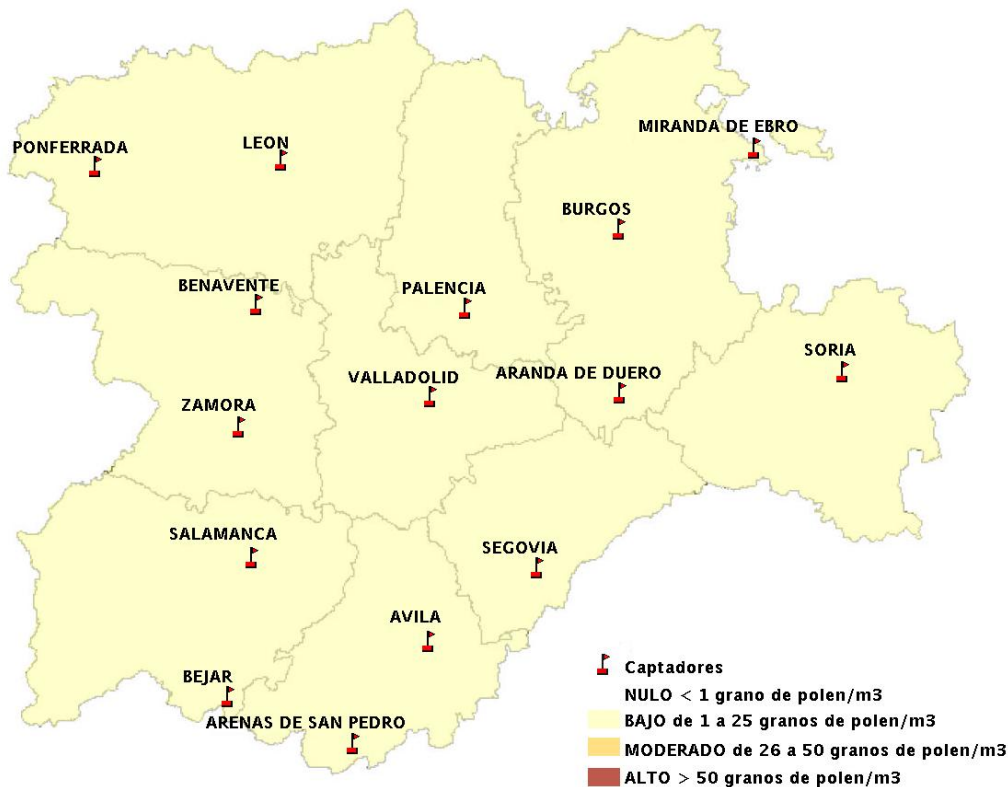 MIRANDA DE EBRO
PONFERRADA
LEON
BURGOS
BENAVENTE
PALENCIA
SORIA
VALLADOLID
ARANDA DE DUERO
ZAMORA
SALAMANCA
SEGOVIA
AVILA
BEJAR
ARENAS DE SAN PEDRO
Captadores
NULO < 1 grano de polen/m3
BAJO de 1 a 25 granos de polen/m3
MODERADO de 26 a 50 granos de polen/m3
ALTO > 50 granos de polen/m3